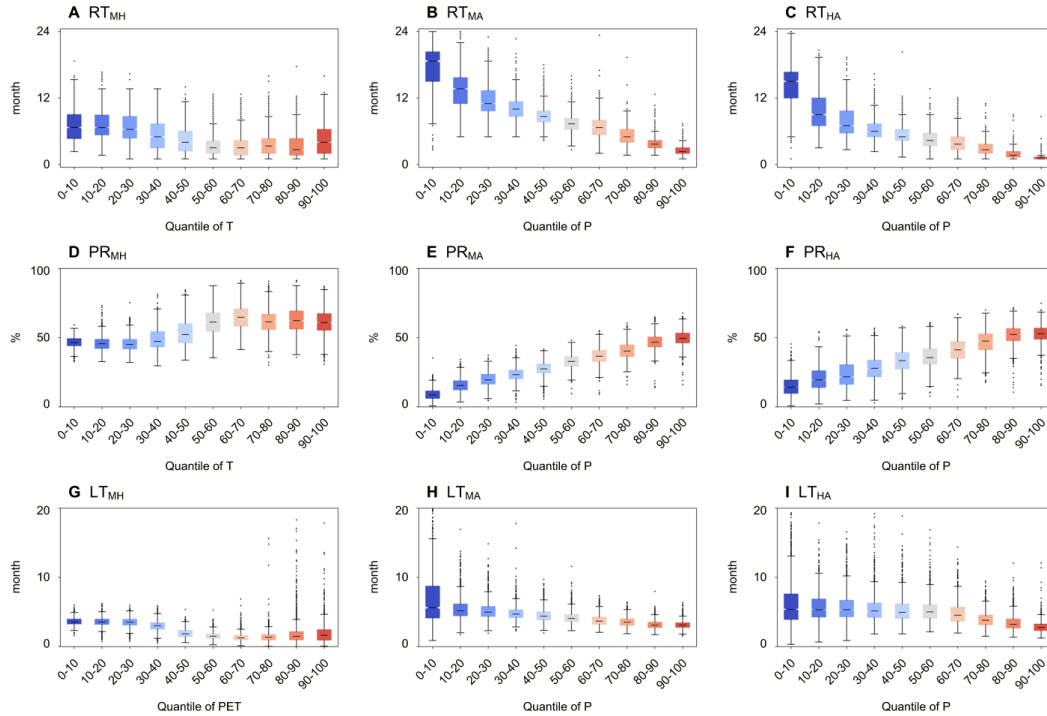 A RTMH
B RTMA
C RTHA
24
12
0
month
0-10 10-20 20-30 30-40 40-50 50-60 60-70 70-80 80-90 90-100
Quantile of T
24
12
0
month
0-10 10-20 20-30 30-40 40-50 50-60 60-70 70-80 80-90 90-100
Quantile of P
24
12
0
month
0-10 10-20 20-30 30-40 40-50 50-60 60-70 70-80 80-90 90-100
Quantile of P
D PRMH
E PRMA
F PRHA
100
50
0
%
0-10 10-20 20-30 30-40 40-50 50-60 60-70 70-80 80-90 90-100
Quantile of T
100
50
0
%
0-10 10-20 20-30 30-40 40-50 50-60 60-70 70-80 80-90 90-100
Quantile of P
100
50
0
%
0-10 10-20 20-30 30-40 40-50 50-60 60-70 70-80 80-90 90-100
Quantile of P
G LTMH
H LTMA
I LTHA
20
10
0
month
0-10 10-20 20-30 30-40 40-50 50-60 60-70 70-80 80-90 90-100
Quantile of PET
20
10
0
month
0-10 10-20 20-30 30-40 40-50 50-60 60-70 70-80 80-90 90-100
Quantile of P
20
10
0
month
0-10 10-20 20-30 30-40 40-50 50-60 60-70 70-80 80-90 90-100
Quantile of P